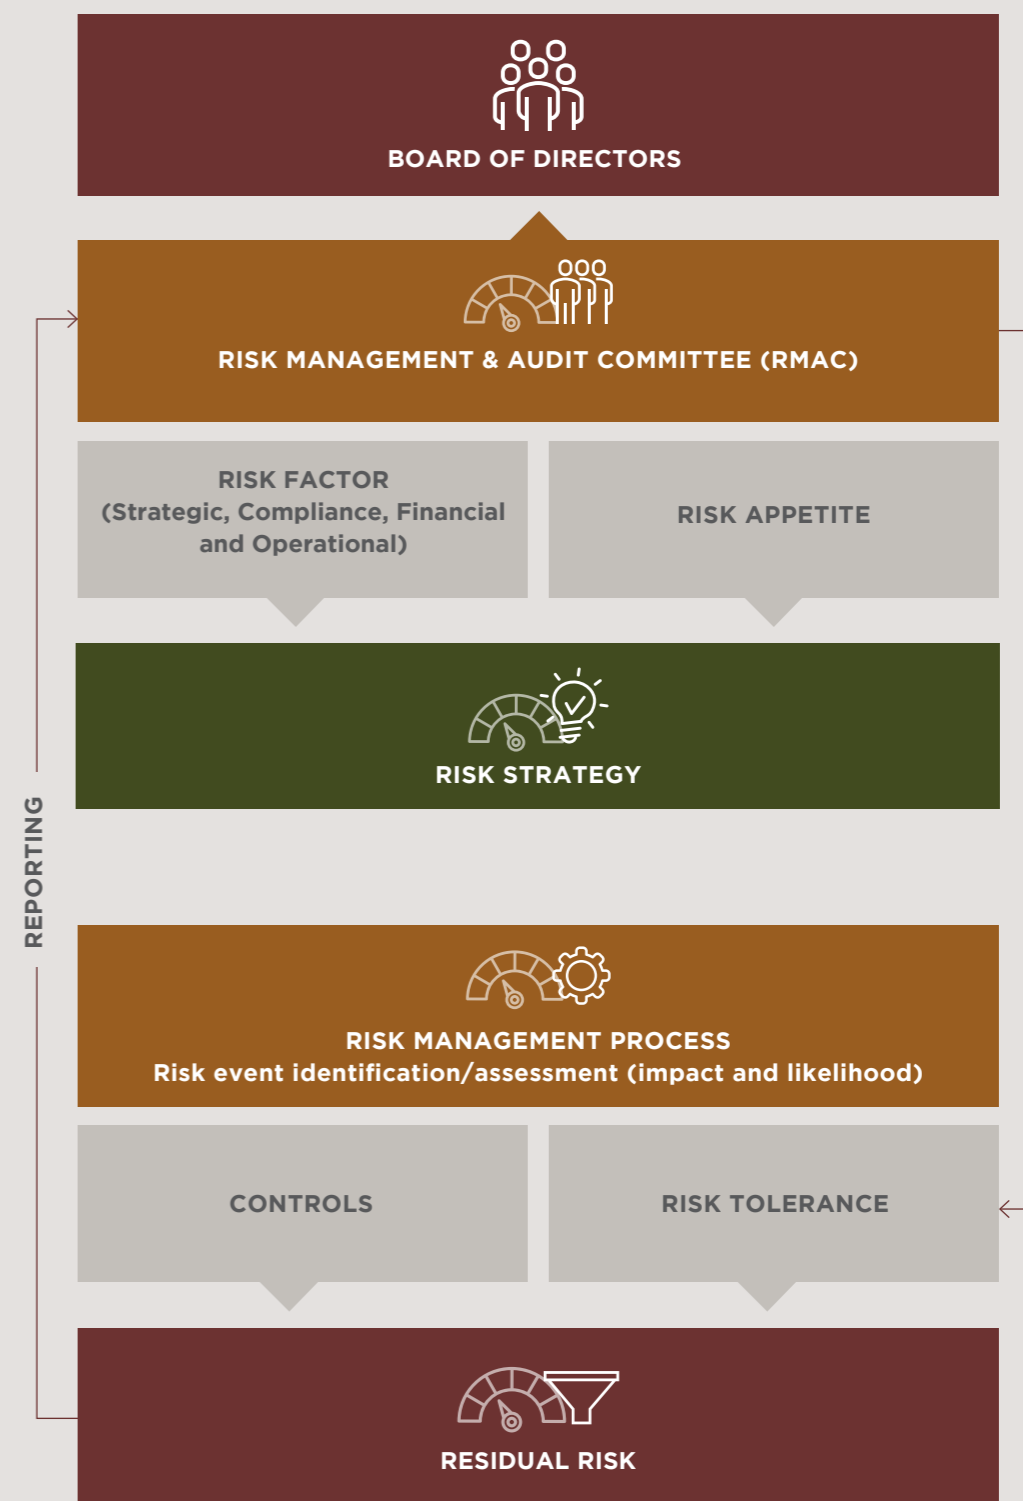 BOARD OF DIRECTORS
RISK MANAGEMENT & AUDIT COMMITTEE (RMAC)
RISK FACTOR
(Strategic, Compliance, Financial
and Operational)
RISK APPETITE
RISK STRATEGY
REPORTING
RISK MANAGEMENT PROCESS
Risk event identification/assessment (impact and likelihood)
CONTROLS
RISK TOLERANCE
RESIDUAL RISK